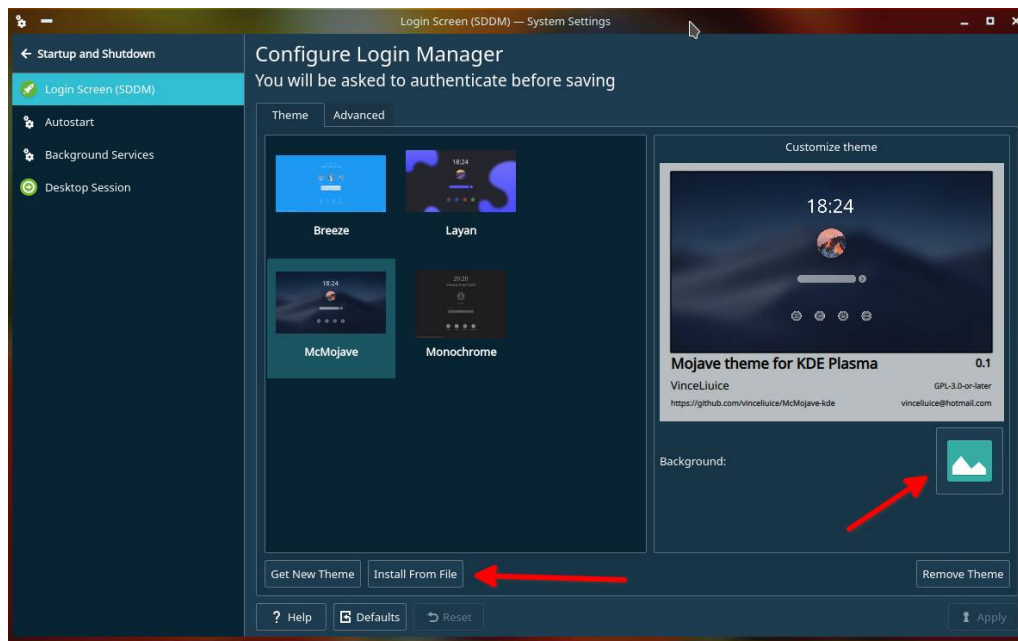 Login Screen (SDDM) — System Settings
Startup and Shutdown
Login Screen (SDDM)
Autostart
Background Services
Desktop Session
Configure Login Manager
You will be asked to authenticate before saving
Theme Advanced
18:24
Breeze Layan
18:24
20:20
McMojave Monochrome
Customize theme
18:24
Mojave theme for KDE Plasma 0.1
VinceLiuice GPL-3.0-or-later
https://github.com/vinceliuice/McMojave-kde vinceliuice@hotmail.com
Background:
Get New Theme Install From File Remove Theme
? Help Defaults Reset Apply